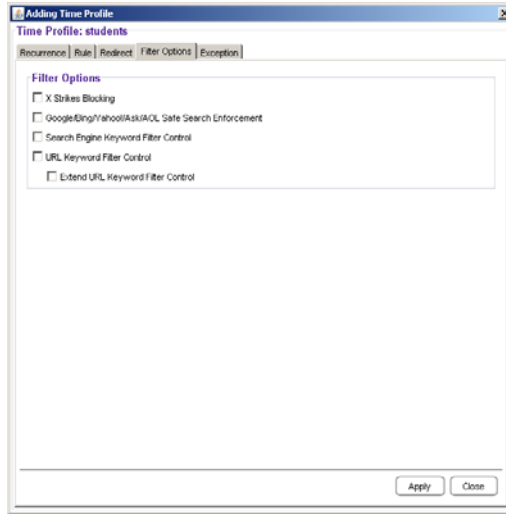 Adding Time Profile
Time Profile: students
Recurrence Rule Redirect Filter Options Exception
Filter Options
X Strikes Blocking
Google/Bing/Yahoo!/Ask/AOL Safe Search Enforcement
Search Engine Keyword Filter Control
URL Keyword Filter Control
Extend URL Keyword Filter Control
Apply Close